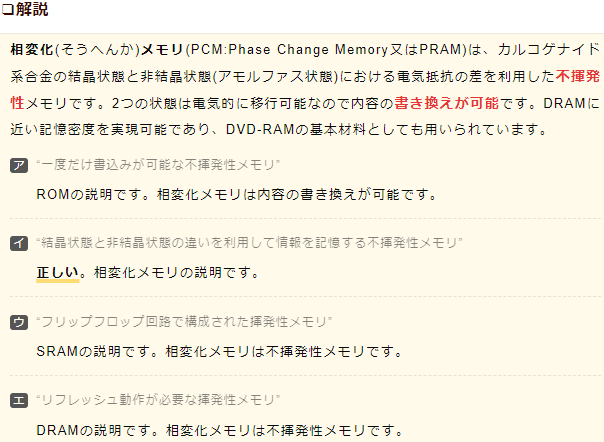 ❏解説
相変化(そうへんか)メモリ(PCM:Phase Change Memory又はPRAM)は、カルコゲナイド
系合金の結晶状態と非結晶状態(アモルファス状態)における電気抵抗の差を利用した不揮発
性メモリです。2つの状態は電気的に移行可能なので内容の書き換えが可能です。DRAMに
近い記憶密度を実現可能であり、DVD-RAMの基本材料としても用いられています。
ア “一度だけ書込みが可能な不揮発性メモリ”
ROMの説明です。相変化メモリは内容の書き換えが可能です。
イ “結晶状態と非結晶状態の違いを利用して情報を記憶する不揮発性メモリ”
正しい。相変化メモリの説明です。
ウ “フリップフロップ回路で構成された揮発性メモリ”
SRAMの説明です。相変化メモリは不揮発性メモリです。
エ “リフレッシュ動作が必要な揮発性メモリ”
DRAMの説明です。相変化メモリは不揮発性メモリです。